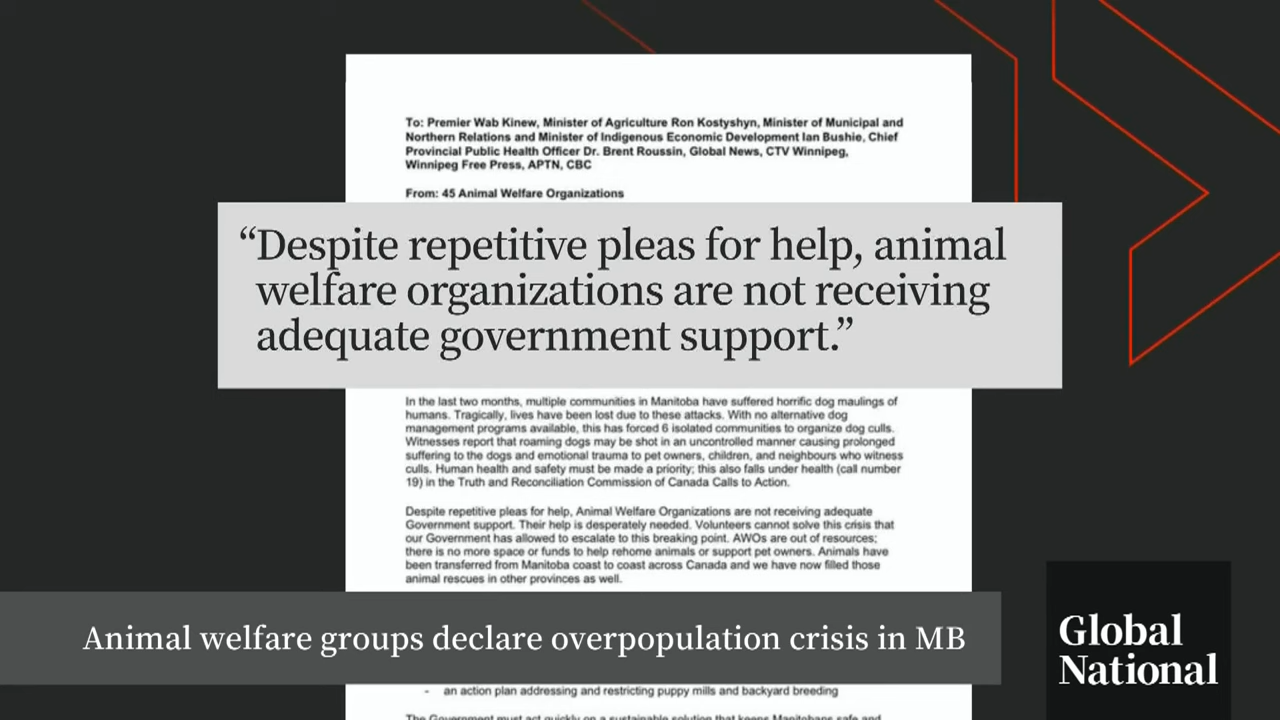 To: Premier Wab Kinew, Minister of Agriculture Ron Kostyshyn, Minister of Municipal and
Northern Relations and Minister of Indigenous Economic Development Ian Bushie, Chief
Provincial Public Health Officer Dr. Brent Roussin, Global News, CTV Winnipeg,
Winnipeg Free Press, APTN, CBC
From: 45 Animal Welfare Organizations
“Despite repetitive pleas for help, animal
welfare organizations are not receiving
adequate government support.”
In the last two months, multiple communities in Manitoba have suffered horrific dog maulings of
humans. Tragically, lives have been lost due to these attacks. With no alternative dog
management programs available, this has forced 6 isolated communities to organize dog culls.
Witnesses report that roaming dogs may be shot in an uncontrolled manner causing prolonged
suffering to the dogs and emotional trauma to pet owners, children, and neighbours who witness
culls. Human health and safety must be made a priority; this also falls under health (call number
19) in the Truth and Reconciliation Commission of Canada Calls to Action.
Despite repetitive pleas for help, Animal Welfare Organizations are not receiving adequate
Government support. Their help is desperately needed. Volunteers cannot solve this crisis that
our Government has allowed to escalate to this breaking point. AWOs are out of resources;
there is no more space or funds to help rehome animals or support pet owners. Animals have
been transferred from Manitoba coast to coast across Canada and we have now filled those
animal rescues in other provinces as well.
Animal welfare groups declare overpopulation crisis in MB
Global
National
- an action plan addressing and restricting puppy mills and backyard breeding
The Government must act quickly on a sustainable solution that keeps Manitobans safe and